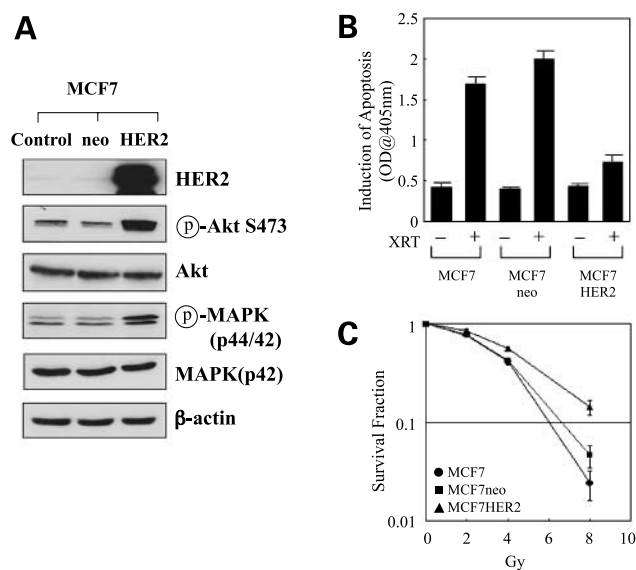 A
MCF7
Control neo HER2
HER2
ⓟ-Akt S473
Akt
ⓟ-MAPK
(p44/42)
MAPK(p42)
β-actin
B
Induction of Apoptosis
(OD@405nm)
2
1.5
1
0.5
0
XRT − + − + − +
MCF7 MCF7 MCF7
neo HER2
C
Survival Fraction
1
0.1
0.01
MCF7
MCF7neo
MCF7HER2
0 2 4 6 8 10
Gy